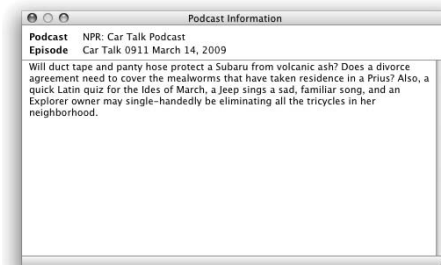 Podcast Information
Podcast NPR: Car Talk Podcast
Episode Car Talk 0911 March 14, 2009
Will duct tape and panty hose protect a Subaru from volcanic ash? Does a divorce
agreement need to cover the mealworms that have taken residence in a Prius? Also, a
quick Latin quiz for the Ides of March, a Jeep sings a sad, familiar song, and an
Explorer owner may single-handedly be eliminating all the tricycles in her
neighborhood.